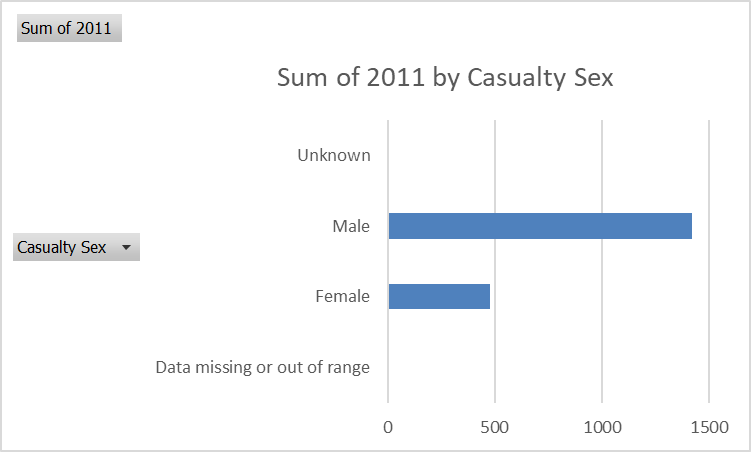 Sum of 2011
Sum of 2011 by Casualty Sex
Unknown
Male
Casualty Sex
Female
Data missing or out of range
0 500 1000 1500